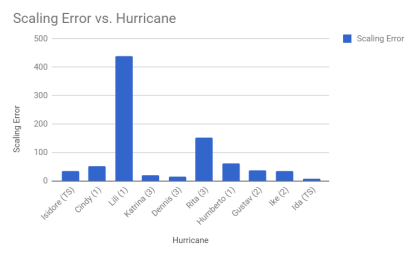 Scaling Error vs. Hurricane
Scaling Error
500
400
300
200
100
0
Scaling Error
Isidore (TS)
Cindy (1)
Lili (1)
Katrina (3)
Dennis (3)
Rita (3)
Humberto (1)
Gustav (2)
Ike (2)
Ida (TS)
Hurricane